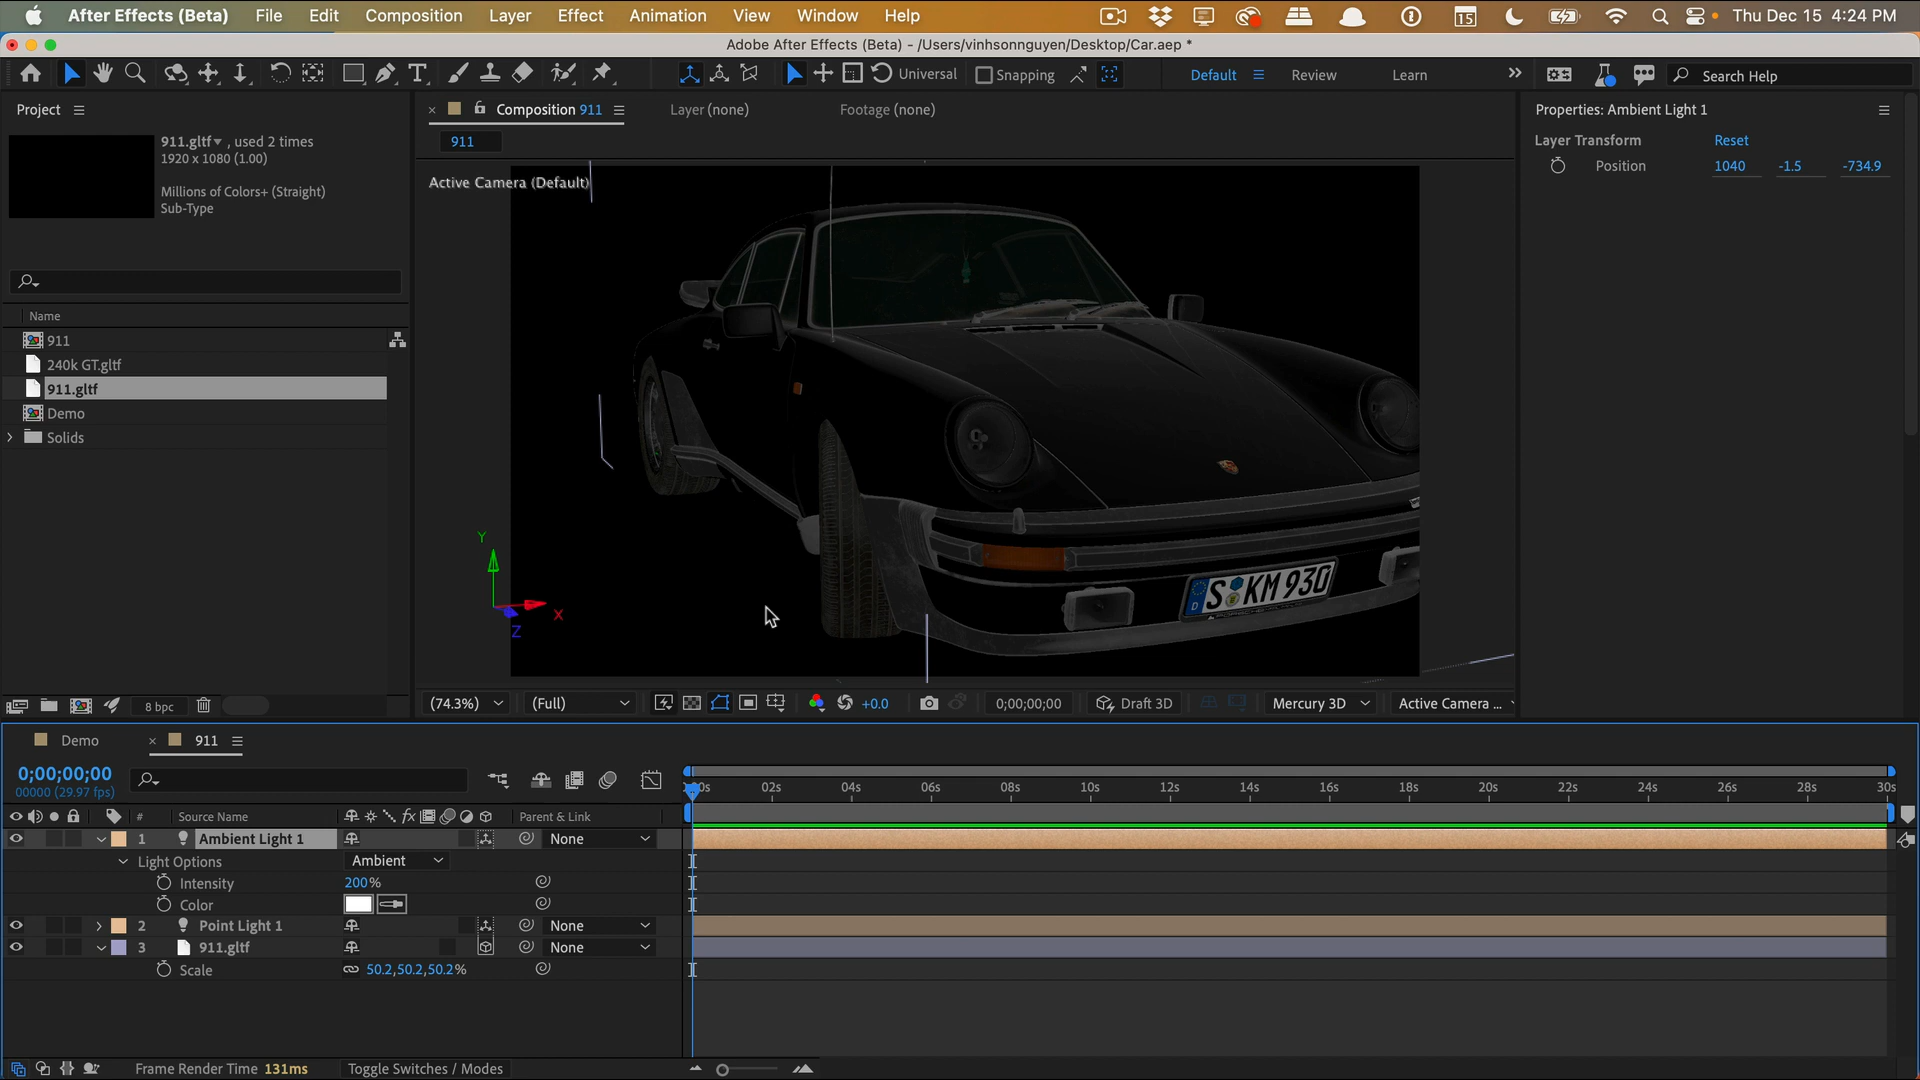 After Effects (Beta) File Edit Composition Layer Effect Animation View Window Help 15 Thu Dec 15 4:24 PM
Adobe After Effects (Beta) - /Users/vinhsonnguyen/Desktop/Car.aep *
Universal Snapping Default Review Learn Search Help
Project
Composition 911 Layer (none) Footage (none)
Properties: Ambient Light 1
911.gltf , used 2 times
1920 x 1080 (1.00)
Millions of Colors+ (Straight)
Sub-Type
911
Layer Transform Reset
Position 1040 -1.5 -734.9
Active Camera (Default)
Name
911
240k GT.gltf
911.gltf
Demo
Solids
S KM 930
D
Y
X
Z
8 bpc
(74.3%) (Full) +0.0 0;00;00;00 Draft 3D Mercury 3D Active Camera ...
Demo 911
0;00;00;00
00000 (29.97 fps)
0s 02s 04s 06s 08s 10s 12s 14s 16s 18s 20s 22s 24s 26s 28s 30s
# Source Name fx Parent & Link
1 Ambient Light 1 None
Light Options Ambient
Intensity 200%
Color
2 Point Light 1 None
3 911.gltf None
Scale 50.2,50.2,50.2%
Frame Render Time 131ms Toggle Switches / Modes